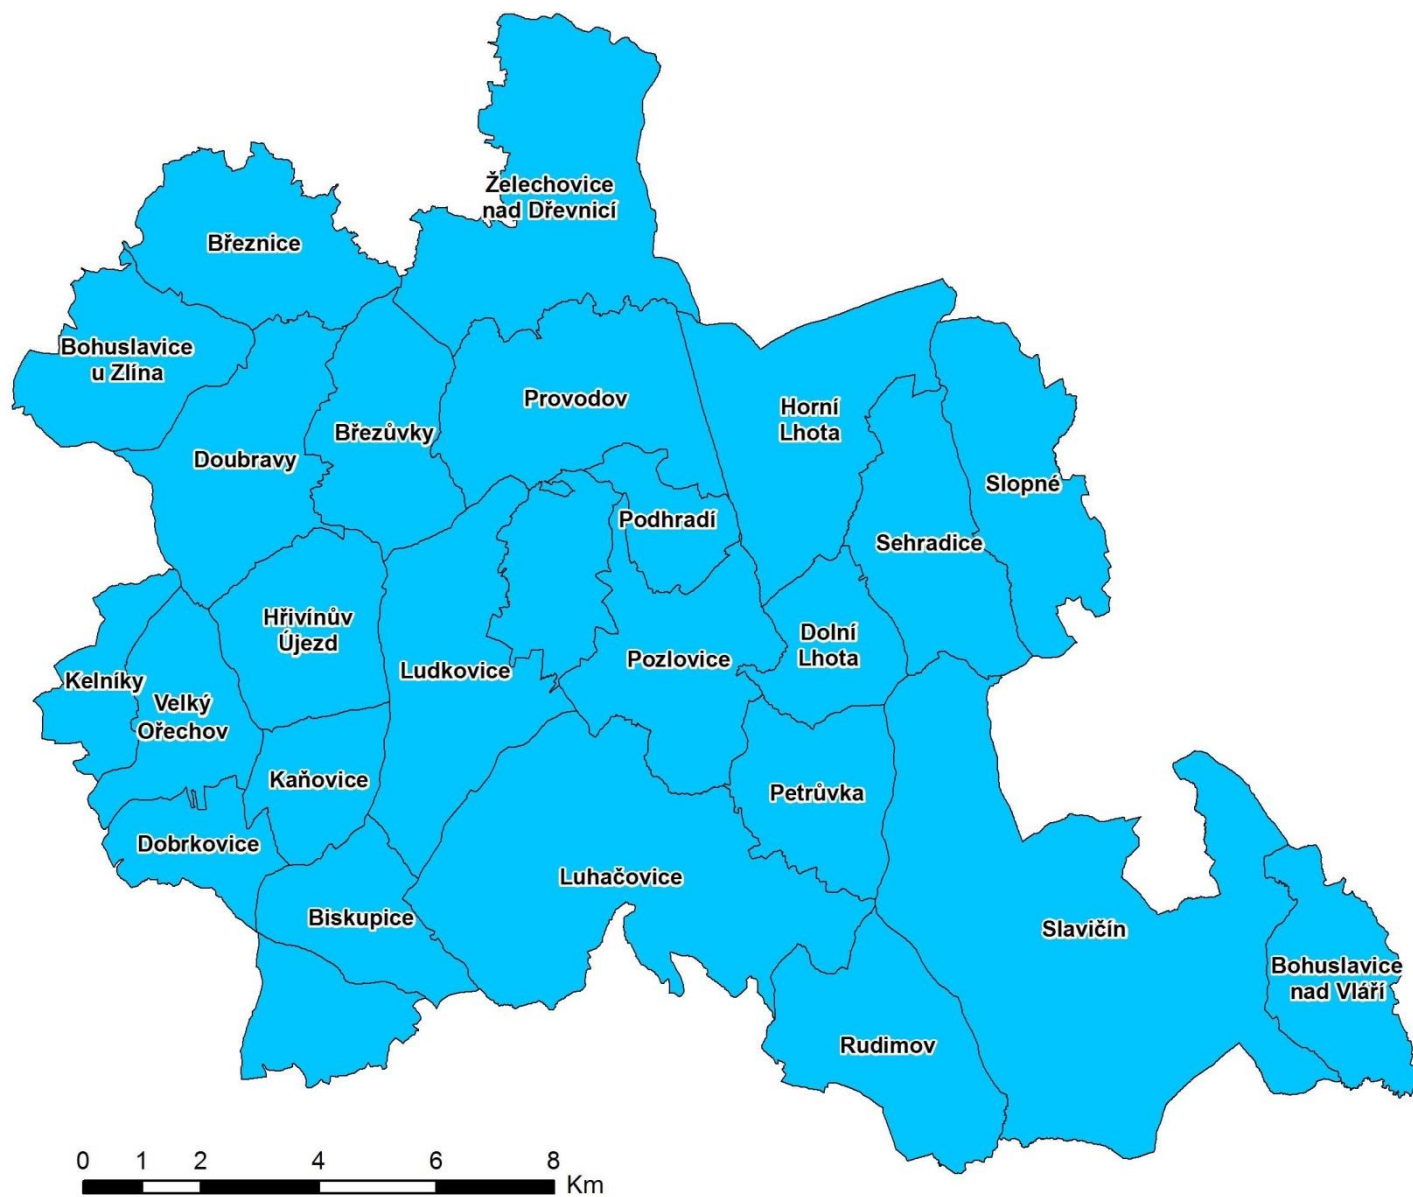 Želechovice
nad Dřevnicí
Březnice
Bohuslavice
u Zlína
Provodov
Horní
Lhota
Březůvky
Doubravy
Slopné
Podhradí
Sehradice
Hřivínův
Újezd
Dolní
Lhota
Ludkovice
Pozlovice
Kelníky
Velký
Ořechov
Kaňovice
Petrůvka
Dobrkovice
Luhačovice
Biskupice
Slavičín
Bohuslavice
nad Vláří
Rudimov
0 1 2 4 6 8 Km